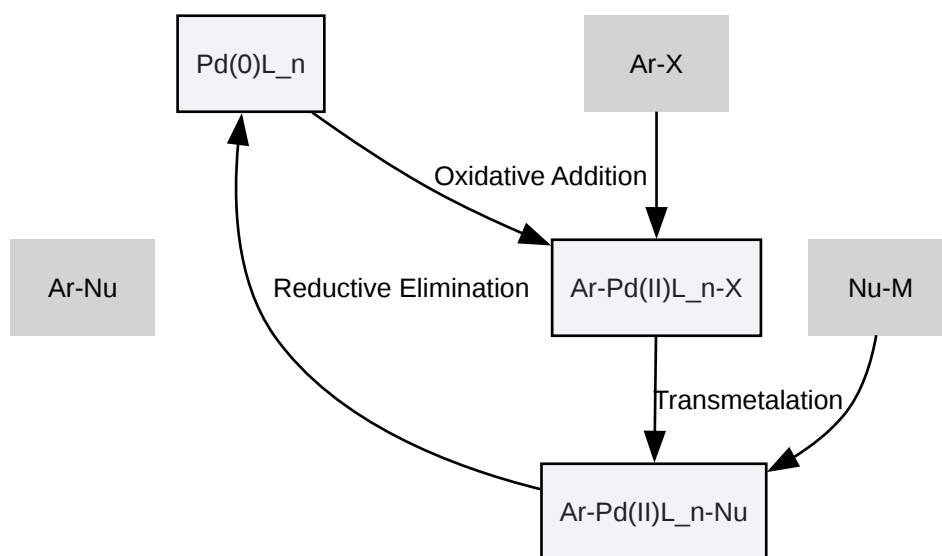 Pd(0)L_n
Ar-X
Oxidative Addition
Ar-Nu
Reductive Elimination
Ar-Pd(II)L_n-X
Nu-M
Transmetalation
Ar-Pd(II)L_n-Nu